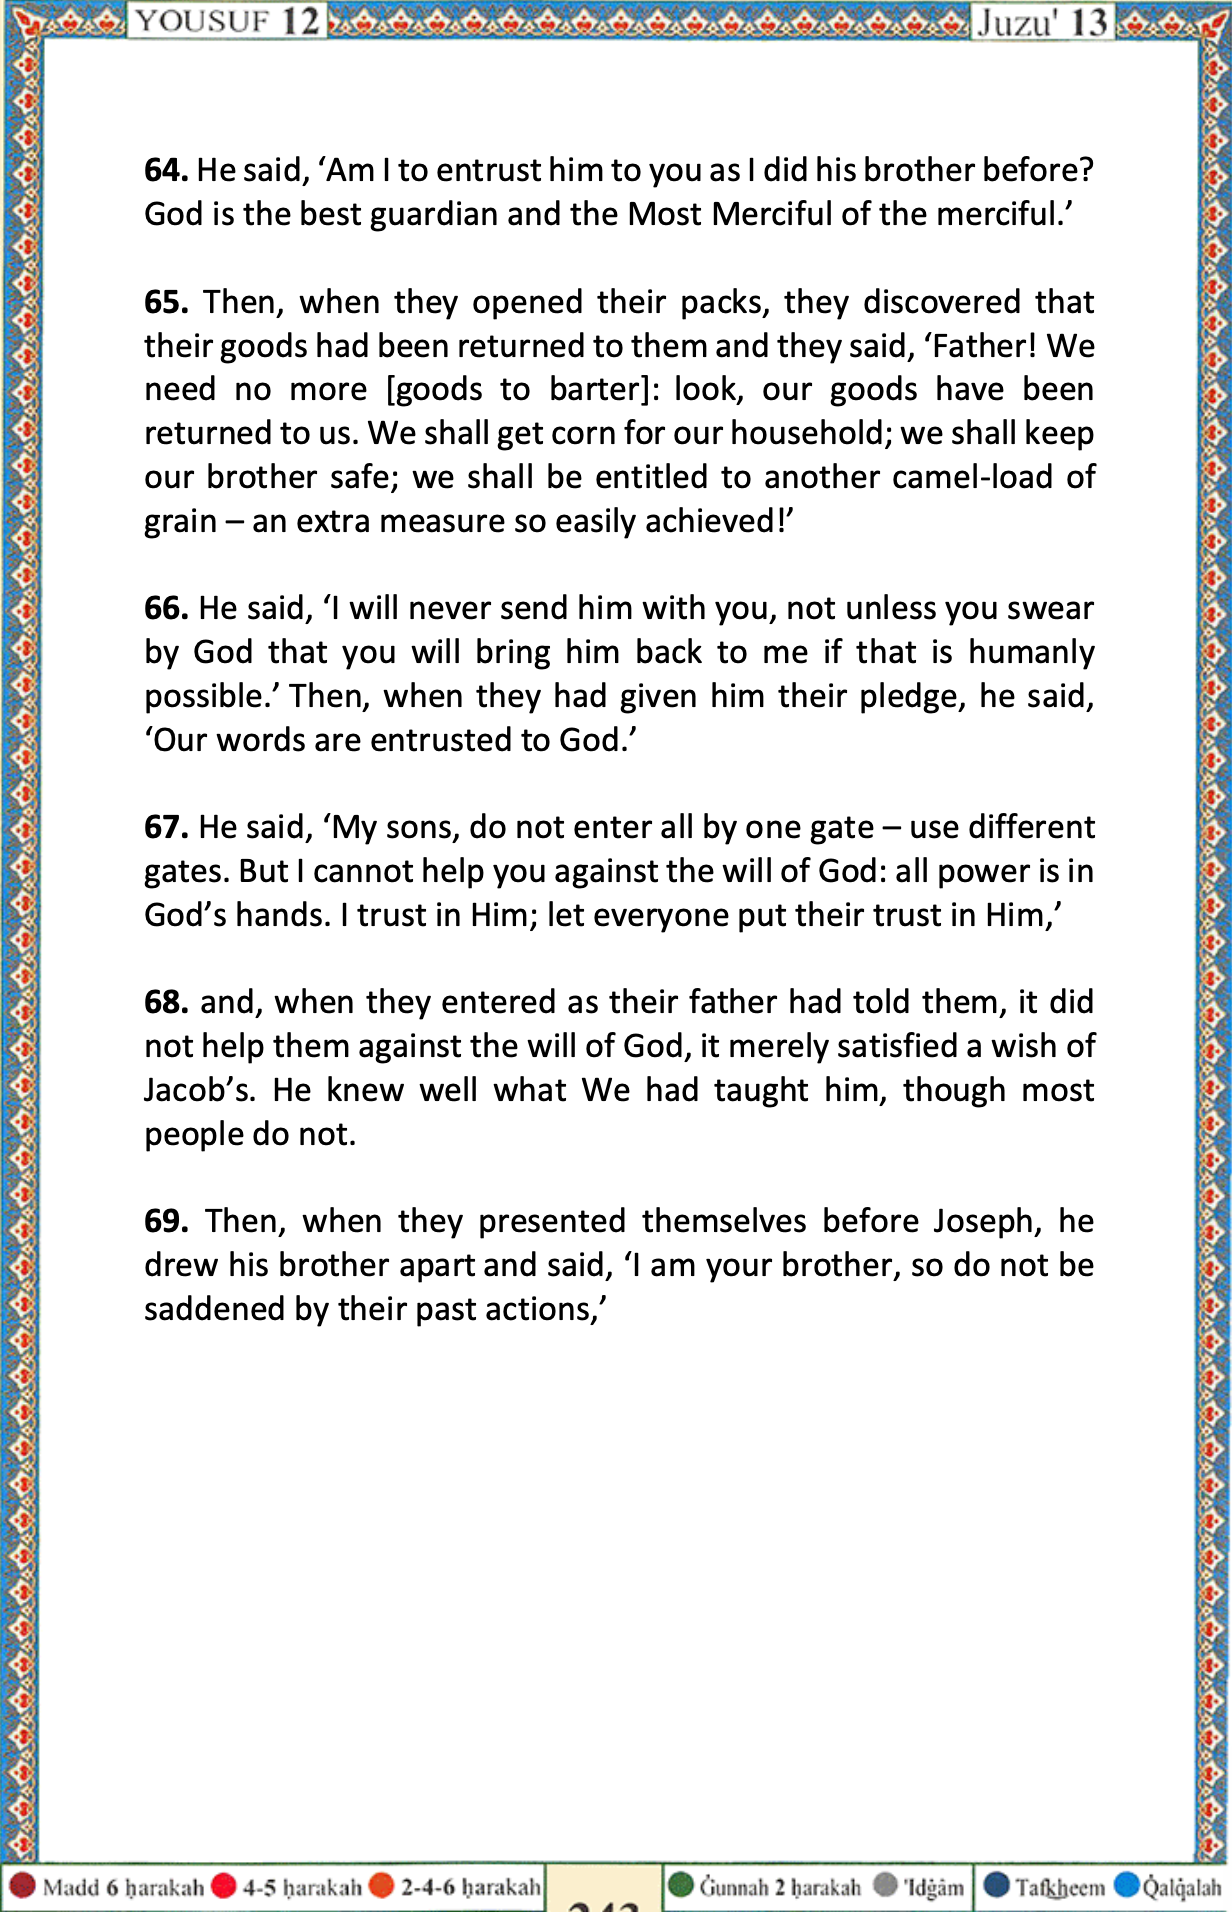 YOUSUF 12
Juzu' 13
64. He said, ‘Am I to entrust him to you as I did his brother before?
God is the best guardian and the Most Merciful of the merciful.’
65. Then, when they opened their packs, they discovered that
their goods had been returned to them and they said, ‘Father! We
need no more [goods to barter]: look, our goods have been
returned to us. We shall get corn for our household; we shall keep
our brother safe; we shall be entitled to another camel-load of
grain – an extra measure so easily achieved!’
66. He said, ‘I will never send him with you, not unless you swear
by God that you will bring him back to me if that is humanly
possible.’ Then, when they had given him their pledge, he said,
‘Our words are entrusted to God.’
67. He said, ‘My sons, do not enter all by one gate – use different
gates. But I cannot help you against the will of God: all power is in
God’s hands. I trust in Him; let everyone put their trust in Him,’
68. and, when they entered as their father had told them, it did
not help them against the will of God, it merely satisfied a wish of
Jacob’s. He knew well what We had taught him, though most
people do not.
69. Then, when they presented themselves before Joseph, he
drew his brother apart and said, ‘I am your brother, so do not be
saddened by their past actions,’
Madd 6 ḥarakah 4-5 ḥarakah 2-4-6 ḥarakah
Ġunnah 2 ḥarakah 'Idġâm
Tafkheem Q̇alq̇alah